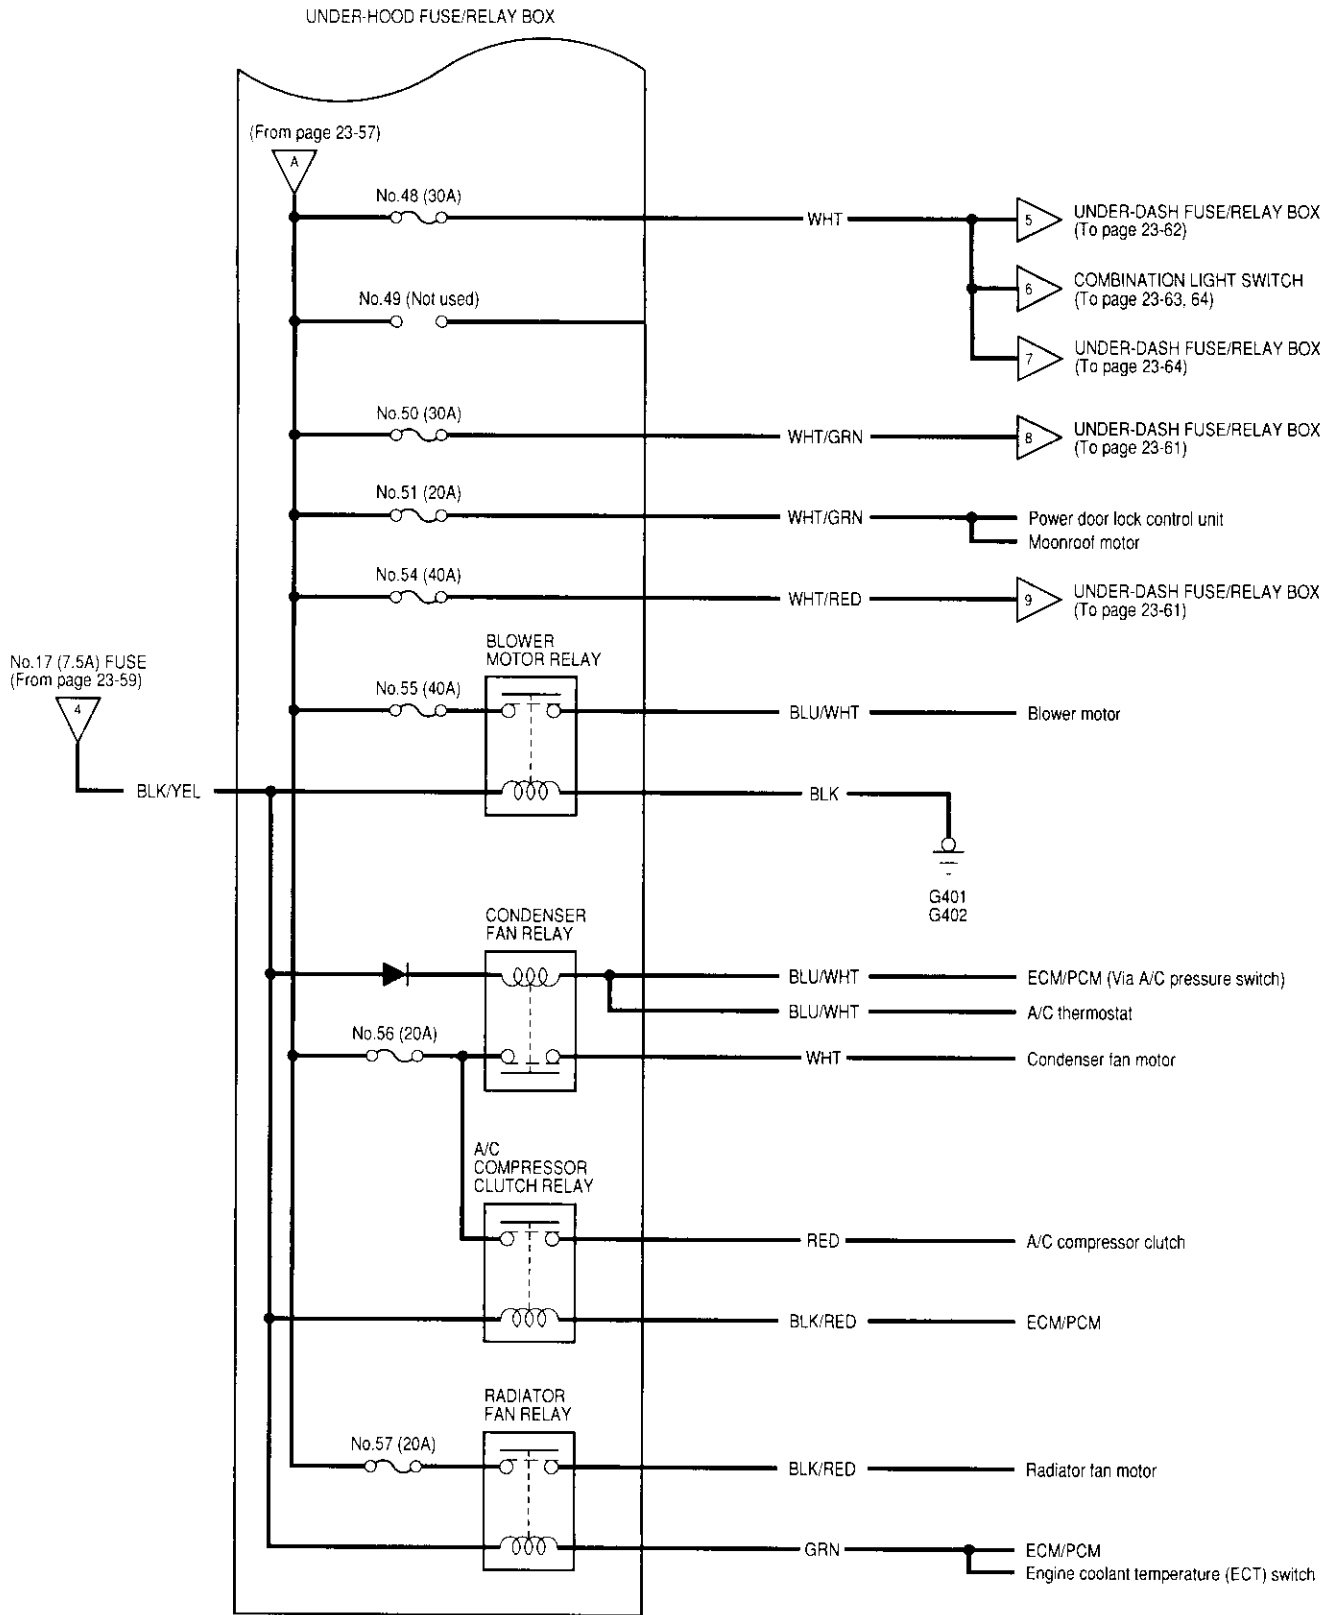 UNDER-HOOD FUSE/RELAY BOX
(From page 23-57)
A
No.48 (30A)
WHT
5
UNDER-DASH FUSE/RELAY BOX
(To page 23-62)
6
COMBINATION LIGHT SWITCH
(To page 23-63, 64)
No.49 (Not used)
7
UNDER-DASH FUSE/RELAY BOX
(To page 23-64)
No.50 (30A)
WHT/GRN
8
UNDER-DASH FUSE/RELAY BOX
(To page 23-61)
No.51 (20A)
WHT/GRN
Power door lock control unit
Moonroof motor
No.54 (40A)
WHT/RED
9
UNDER-DASH FUSE/RELAY BOX
(To page 23-61)
No.17 (7.5A) FUSE
(From page 23-59)
4
BLOWER
MOTOR RELAY
No.55 (40A)
BLU/WHT
Blower motor
BLK/YEL
BLK
G401
G402
CONDENSER
FAN RELAY
BLU/WHT
ECM/PCM (Via A/C pressure switch)
BLU/WHT
A/C thermostat
No.56 (20A)
WHT
Condenser fan motor
A/C
COMPRESSOR
CLUTCH RELAY
RED
A/C compressor clutch
BLK/RED
ECM/PCM
RADIATOR
FAN RELAY
No.57 (20A)
BLK/RED
Radiator fan motor
GRN
ECM/PCM
Engine coolant temperature (ECT) switch